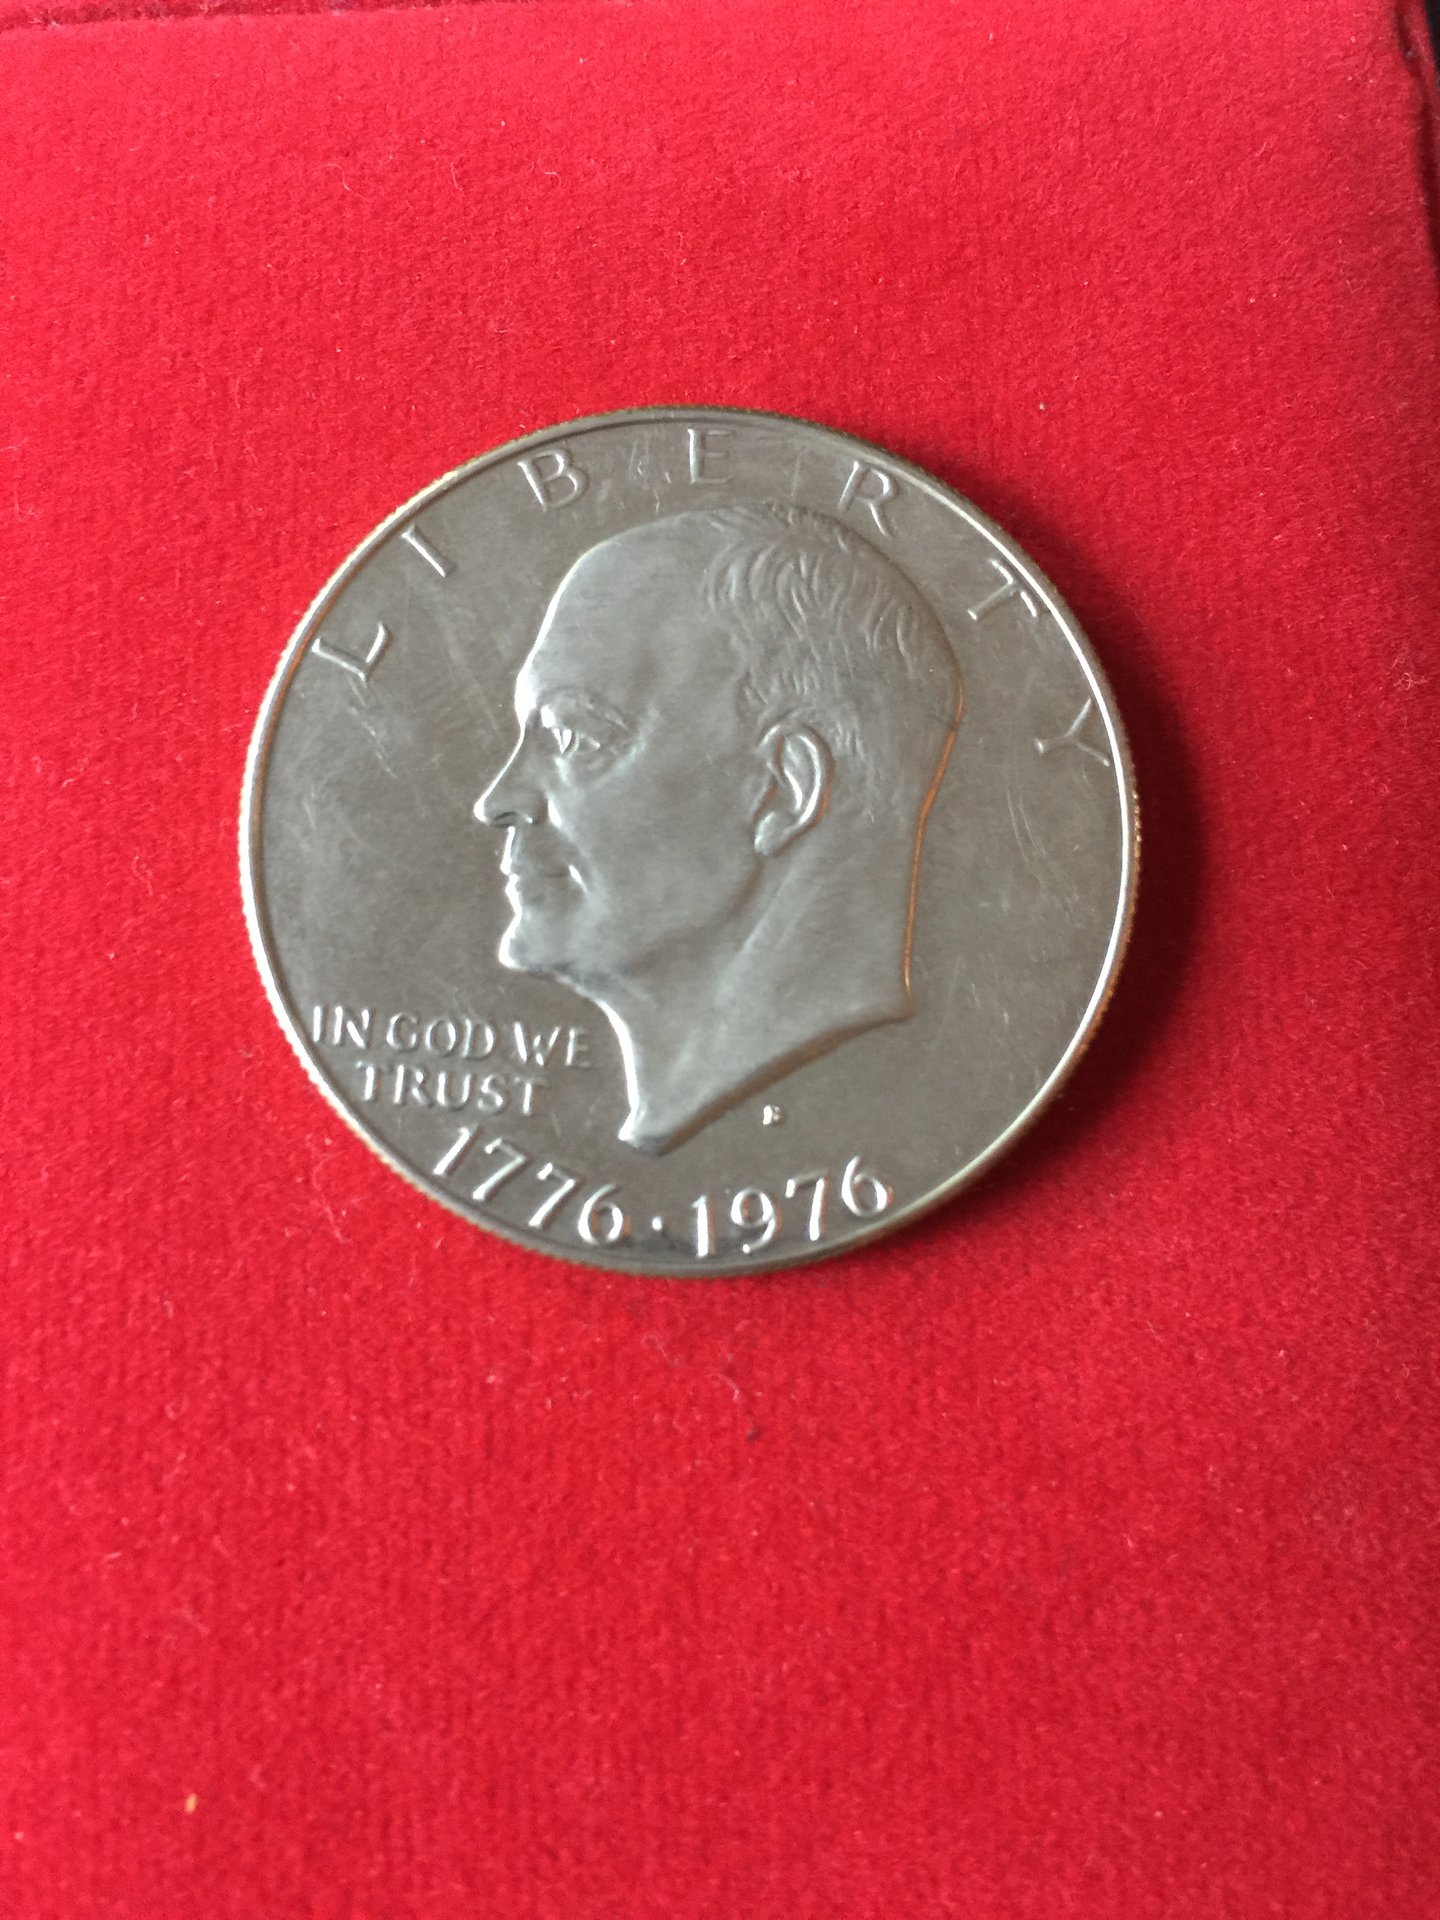 LIBERTY
IN GOD WE
TRUST
1776 · 1976